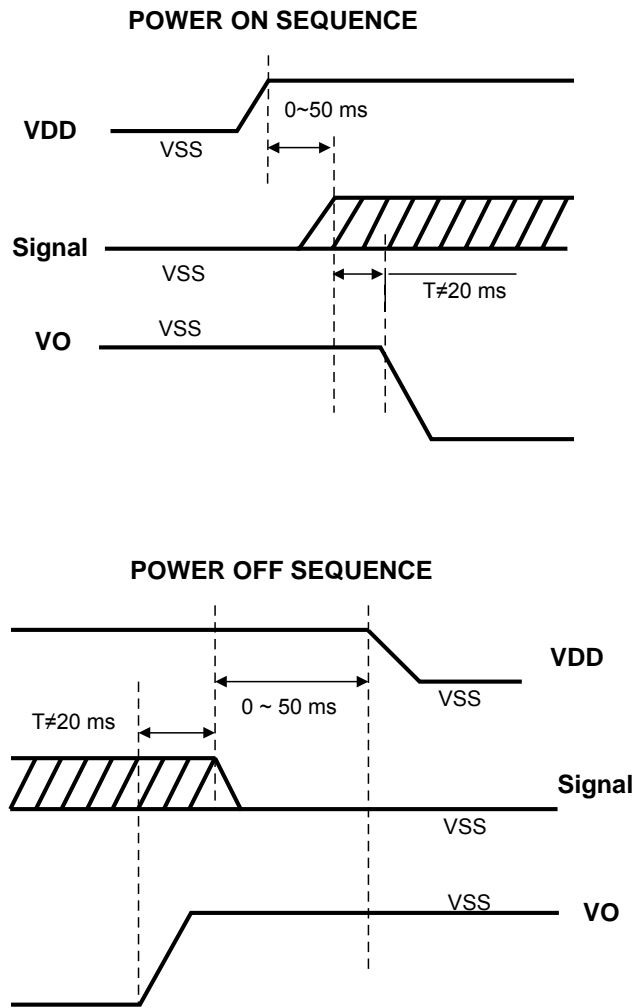 POWER ON SEQUENCE
0~50 ms
VDD
VSS
Signal
VSS
T≠20 ms
VSS
VO
POWER OFF SEQUENCE
VDD
VSS
T≠20 ms
0 ~ 50 ms
Signal
VSS
VSS
VO